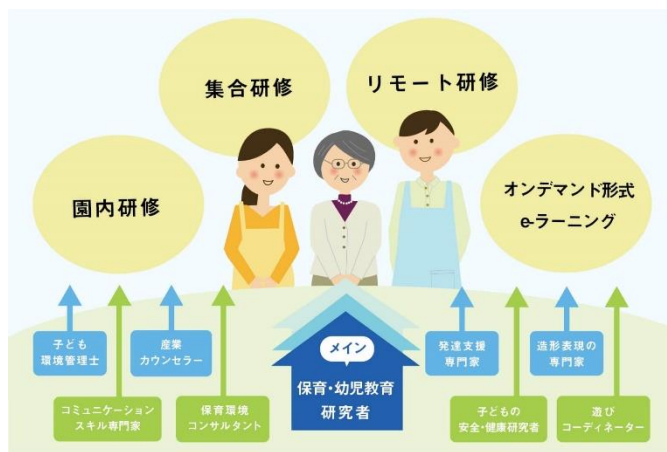 集合研修
リモート研修
園内研修
オンデマンド形式
e-ラーニング
子ども
環境管理士
産業
カウンセラー
メイン
保育・幼児教育
研究者
発達支援
専門家
造形表現の
専門家
コミュニケーション
スキル専門家
保育環境
コンサルタント
子どもの
安全・健康研究者
遊び
コーディネーター